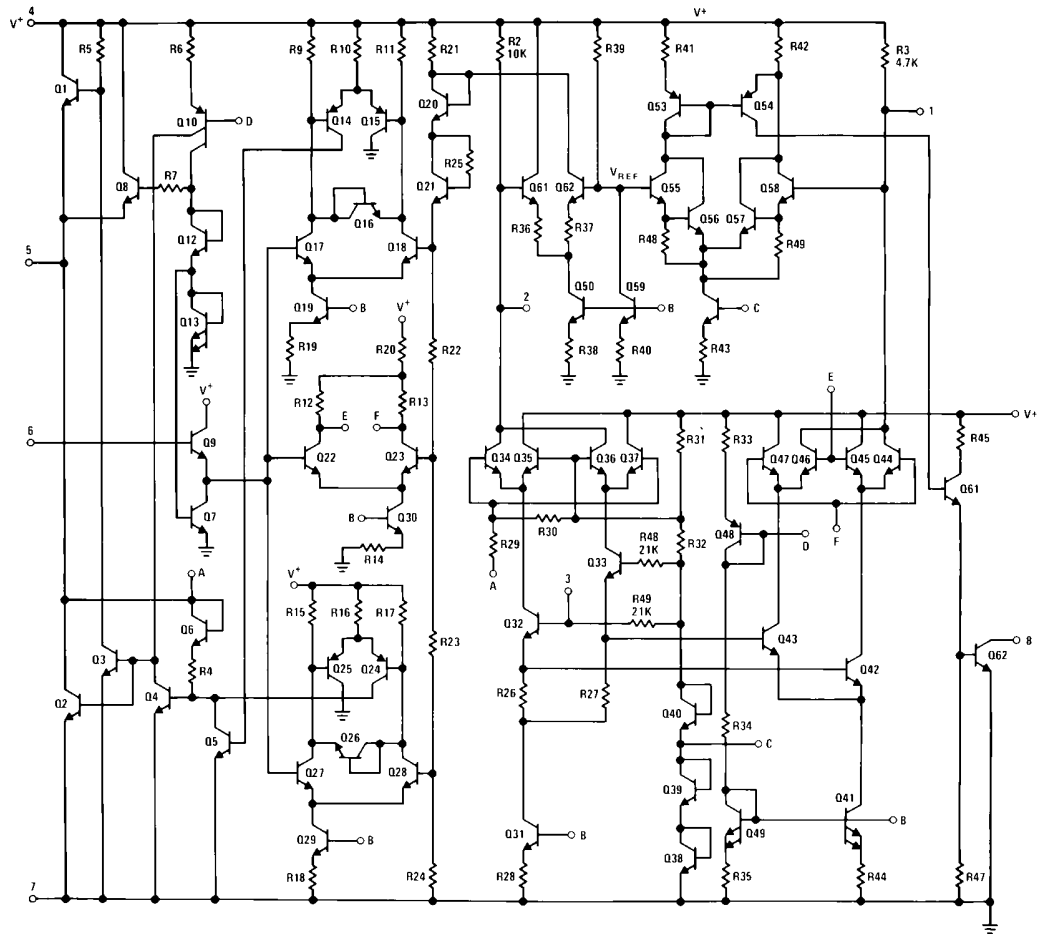 4
V+
V+
R5
R6
R9
R10
R11
R21
R2
10K
R39
R41
R42
R3
4.7K
Q1
Q10
D
Q14
Q15
Q20
Q53
Q54
1
Q8
R7
R25
Q21
Q61
Q62
VREF
Q55
Q58
Q16
Q12
R36
R37
Q56
Q57
R48
R49
5
Q17
Q18
Q13
Q19
B
Q50
Q59
B
2
C
V+
R19
R20
R22
R38
R40
R43
V+
R12
R13
E
6
Q9
E
F
V+
R31
R33
R45
Q22
Q23
Q34
Q35
Q36
Q37
Q47
Q46
Q45
Q44
Q7
B
Q30
Q61
R30
R32
Q48
D
F
R14
R29
R48
21K
A
V+
A
Q33
3
R49
21K
R15
R16
R17
Q6
R23
Q32
Q43
Q3
Q25
Q24
Q42
Q62
8
R4
Q2
Q4
R26
R27
Q40
R34
Q5
Q26
C
Q27
Q28
Q39
Q41
Q29
B
Q31
B
Q49
B
Q38
R18
R24
R28
R35
R44
R47
7